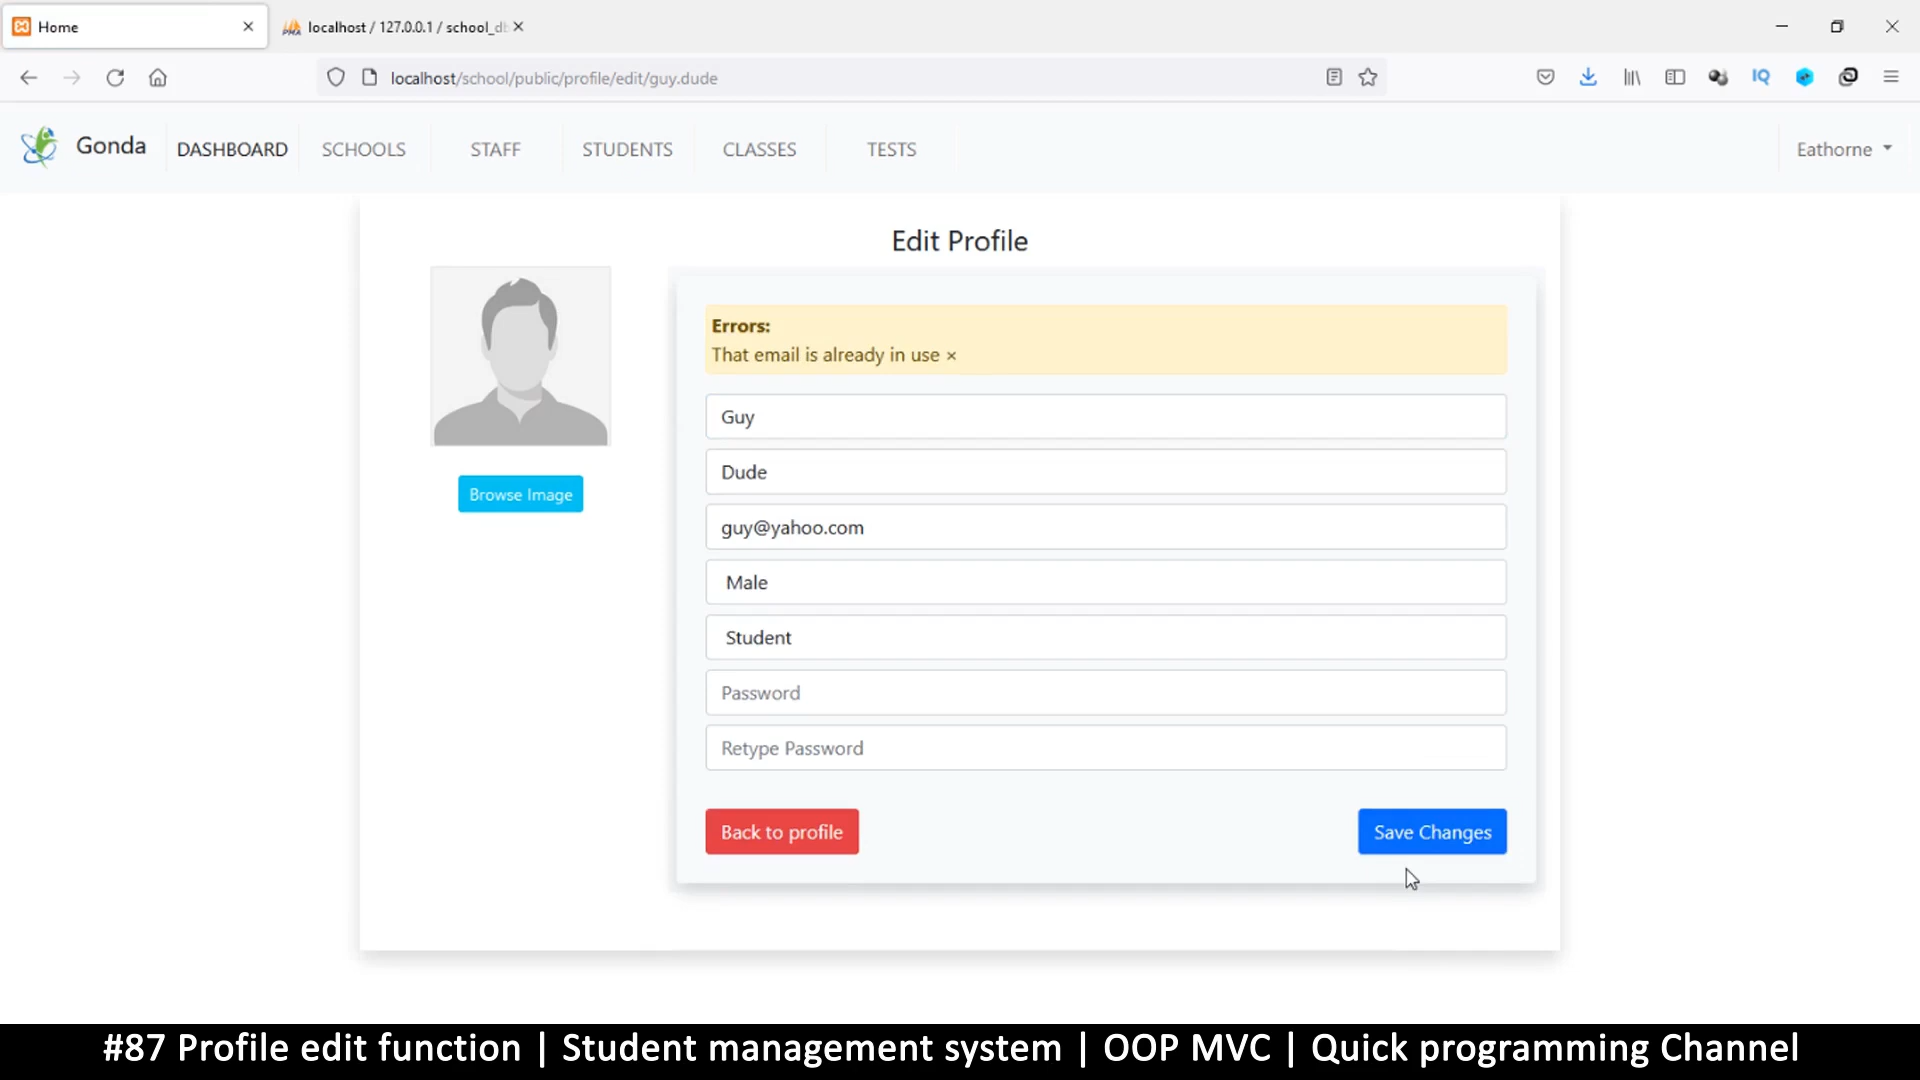 Home
localhost / 127.0.0.1 / school_db
localhost/school/public/profile/edit/guy.dude
IQ
Gonda
DASHBOARD
SCHOOLS
STAFF
STUDENTS
CLASSES
TESTS
Eathorne
Edit Profile
Errors:
That email is already in use ×
Guy
Dude
guy@yahoo.com
Male
Student
Password
Retype Password
Browse Image
Back to profile
Save Changes
#87 Profile edit function | Student management system | OOP MVC | Quick programming Channel